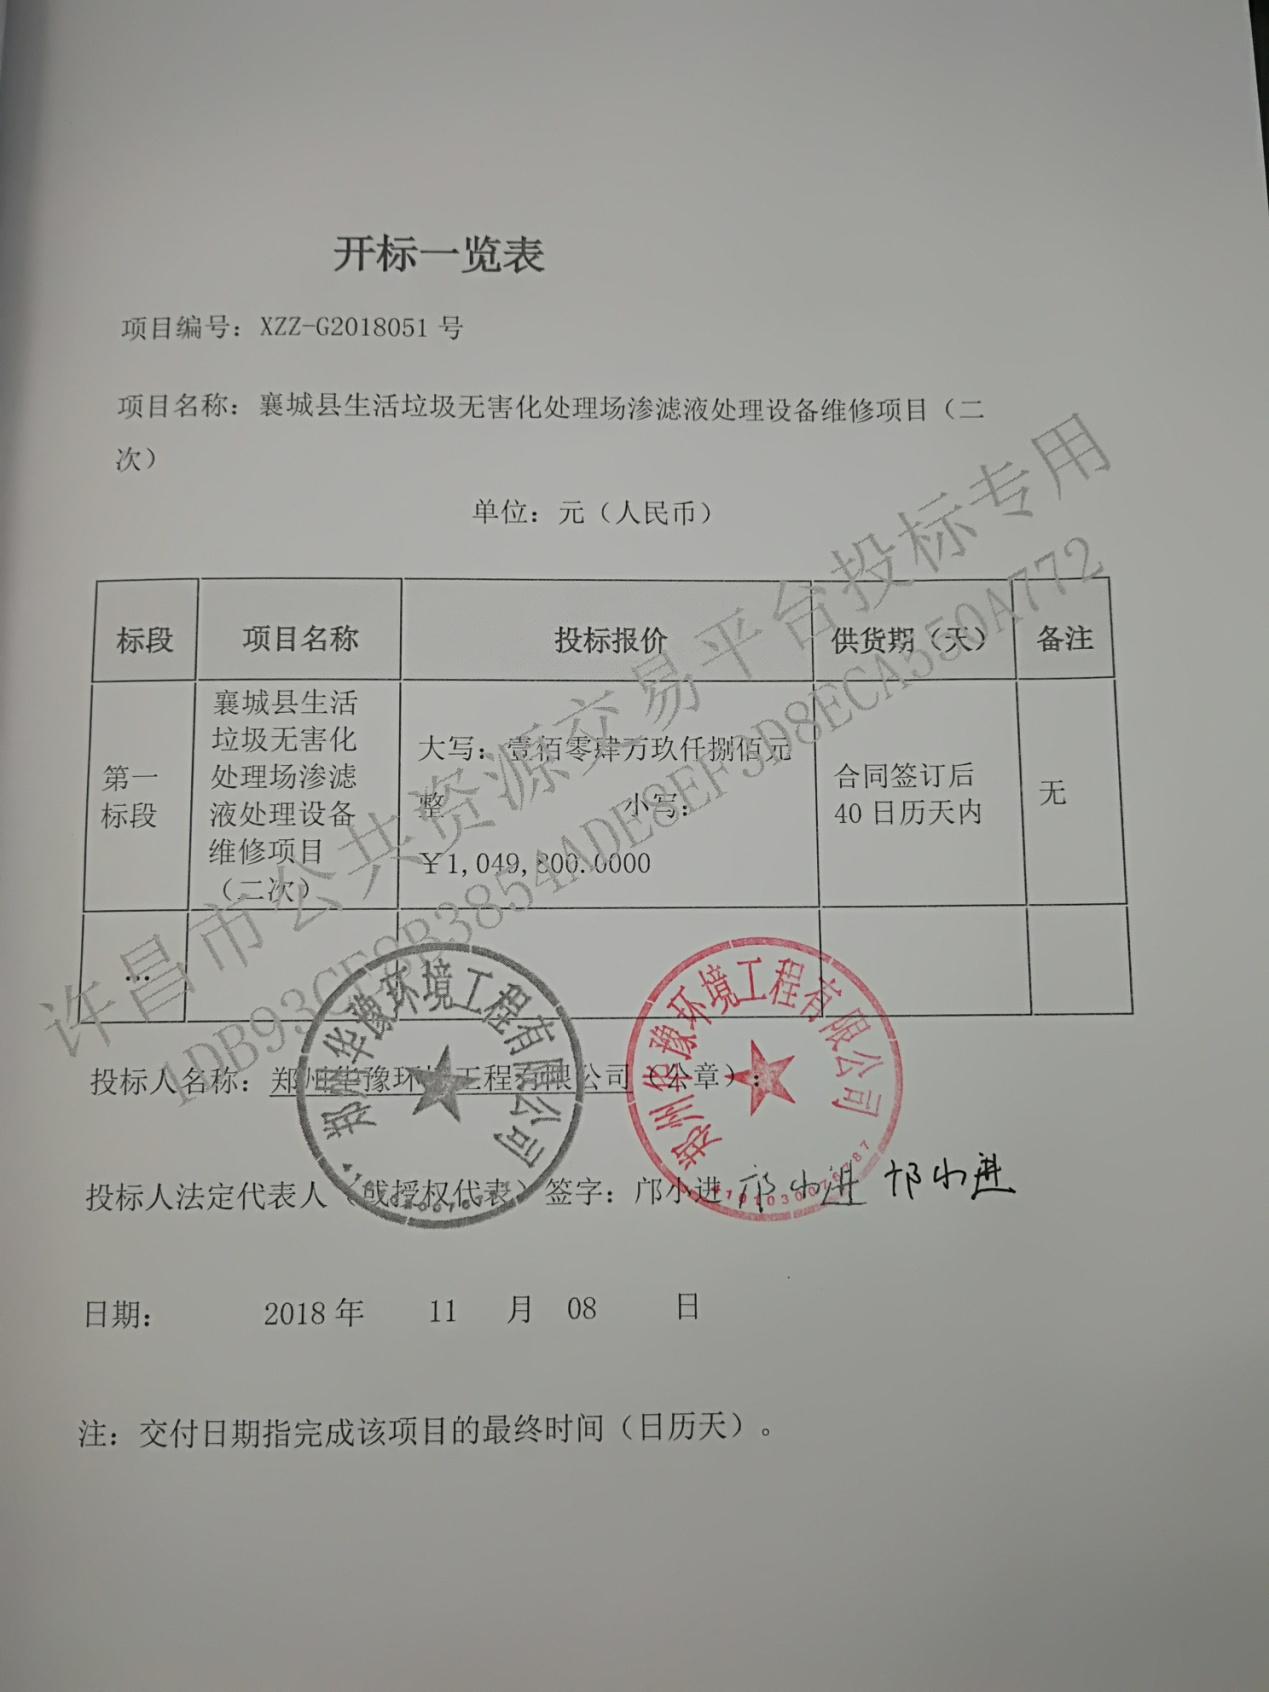 开标一览表
项目编号：XZZ-G2018051 号
项目名称：襄城县生活垃圾无害化处理场渗滤液处理设备维修项目（二
次）
单位：元（人民币）
标段 项目名称 投标报价 供货期（天） 备注
第一
标段
襄城县生活
垃圾无害化
处理场渗滤
液处理设备
维修项目
（二次）
大写：壹佰零肆万玖仟捌佰元
整 小写：
￥1,049,800.0000
合同签订后
40 日历天内
无
...
许昌市公共资源交易平台投标专用
郑州华豫环境工程有限公司
郑州华豫环境工程有限公司
4101030076787
投标人名称：郑州华豫环境工程有限公司（公章）：
投标人法定代表人（或授权代表）签字：邝小进
日期： 2018 年 11 月 08 日
注：交付日期指完成该项目的最终时间（日历天）。